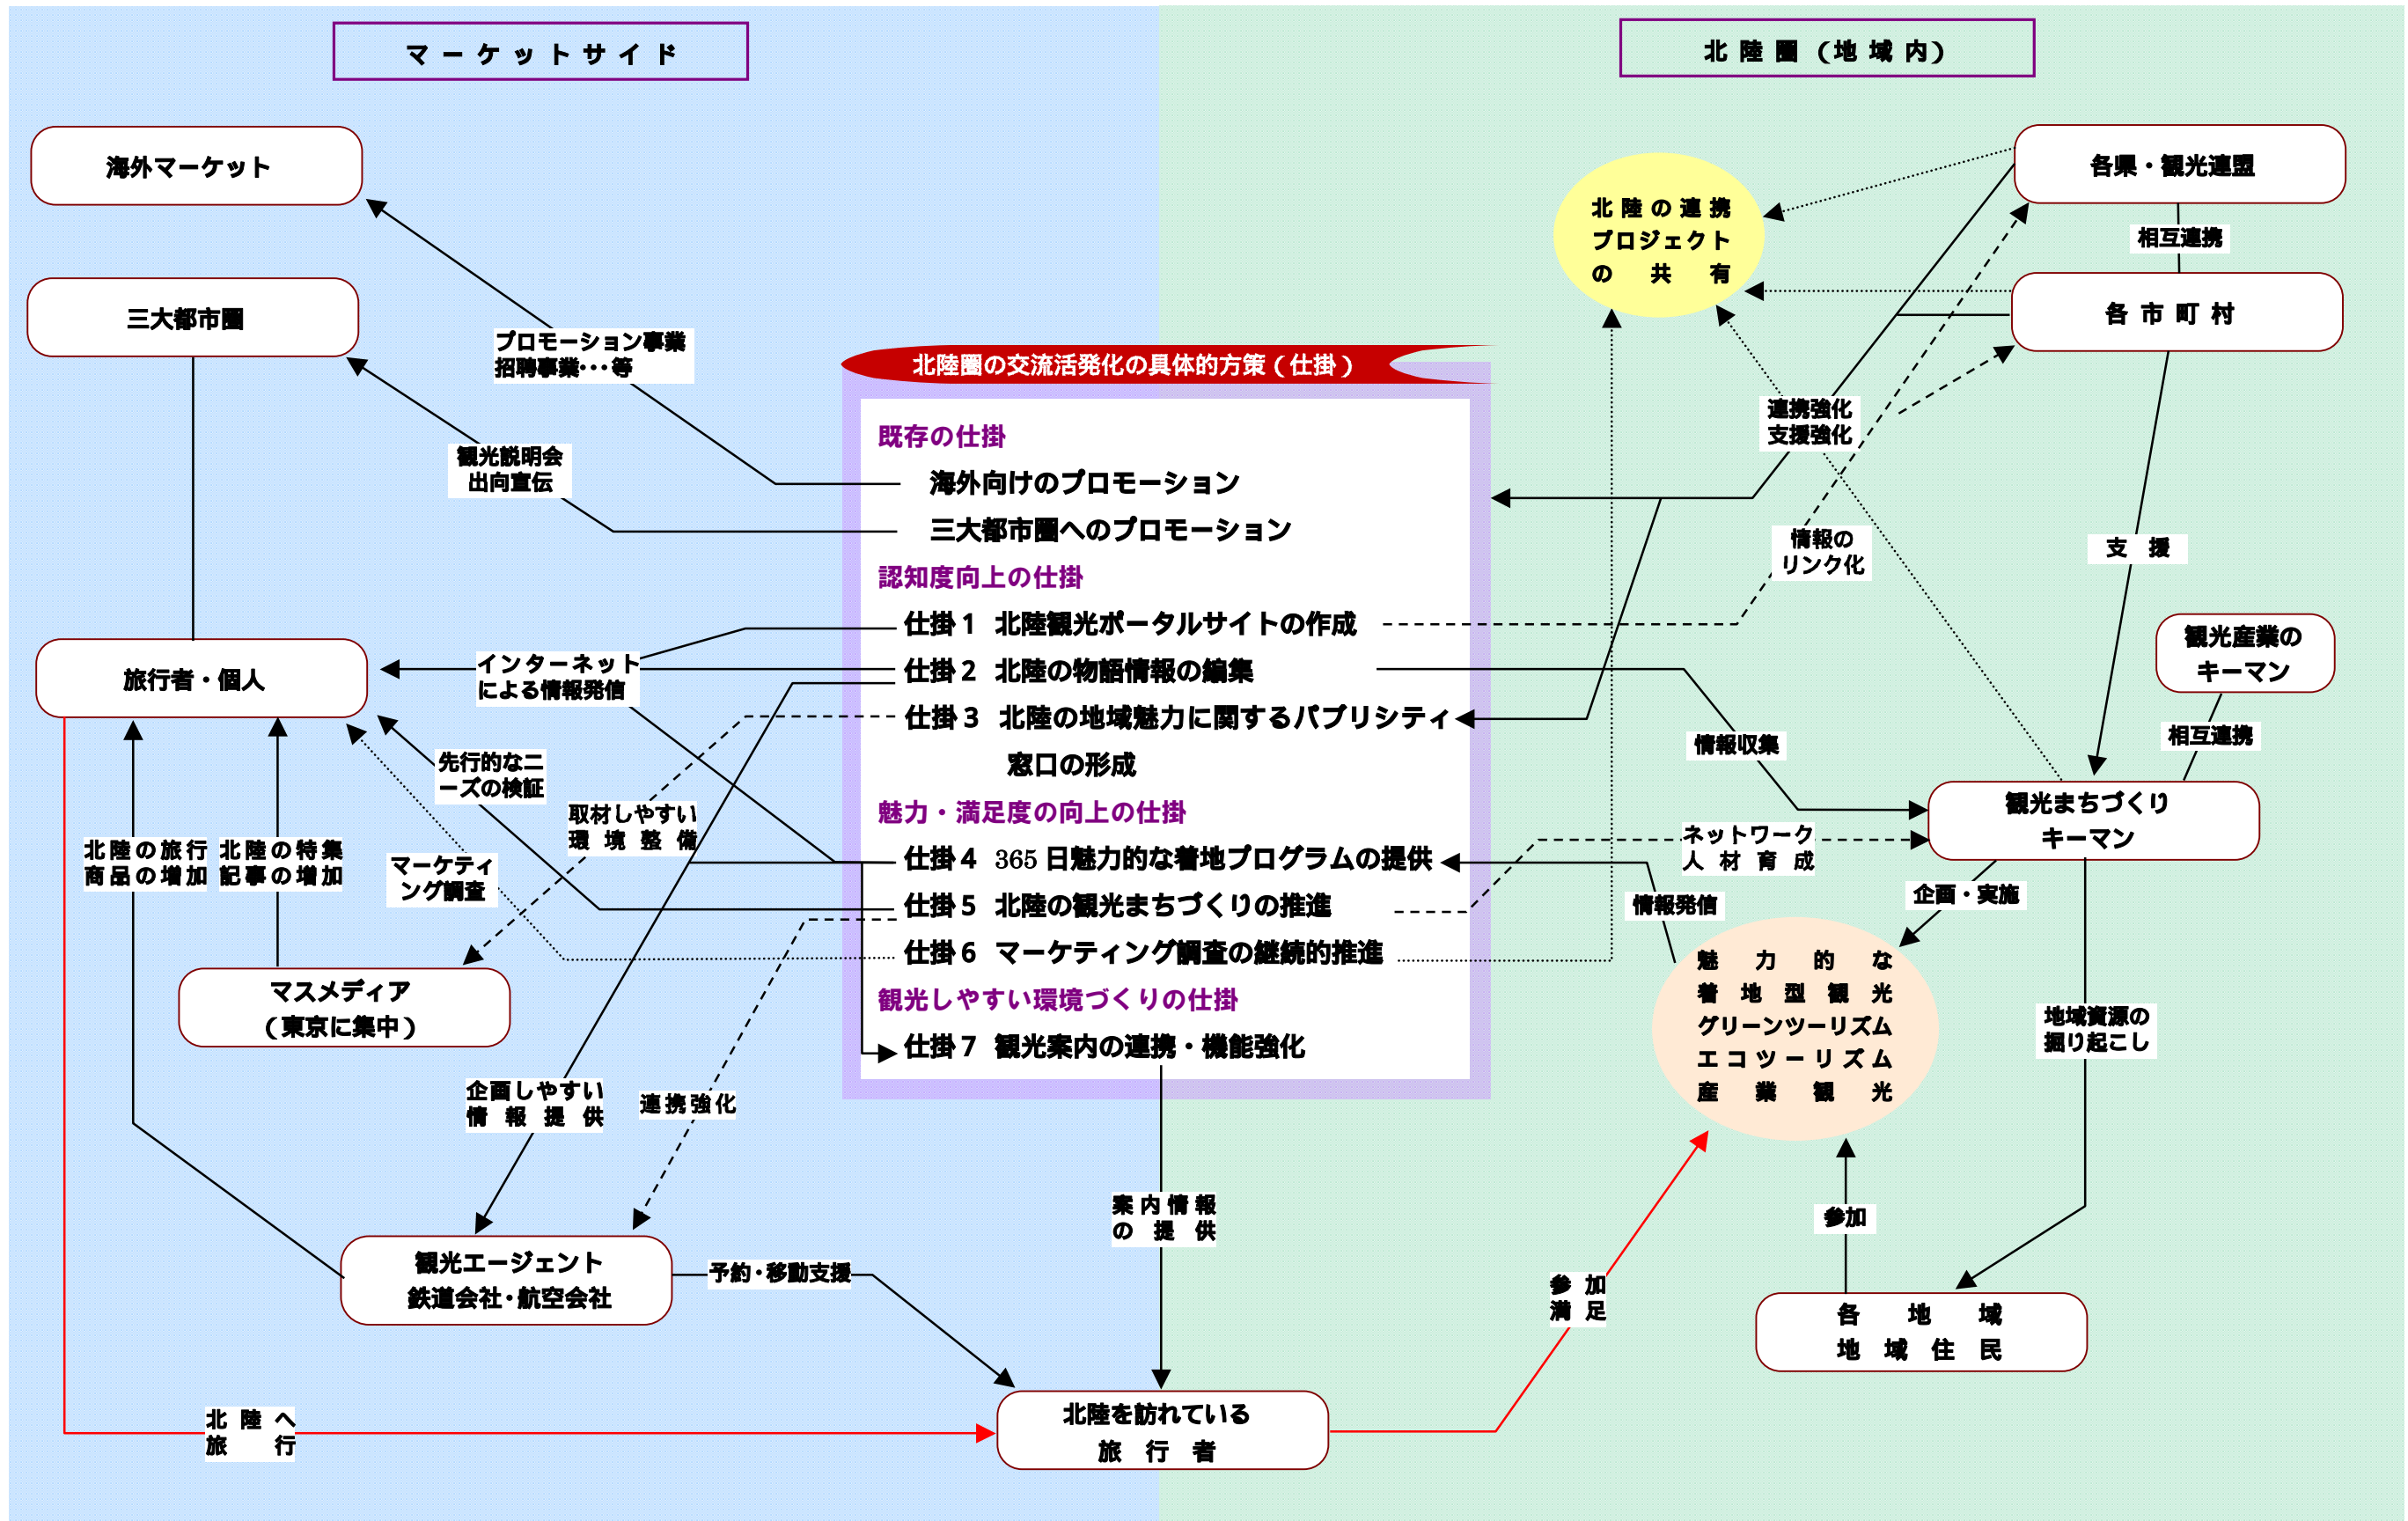 マーケットサイド
北陸圏（地域内）
海外マーケット
三大都市圏
旅行者・個人
マスメディア
（東京に集中）
観光エージェント
鉄道会社・航空会社
北陸を訪れている
旅行者
プロモーション事業
招聘事業・・・等
観光説明会
出向宣伝
インターネット
による情報発信
先行的なニ
ーズの検証
取材しやすい
環境整備
マーケティ
ング調査
北陸の旅行
商品の増加
北陸の特集
記事の増加
企画しやすい
情報提供
連携強化
予約・移動支援
北陸へ
旅行
案内情報
の提供
北陸圏の交流活発化の具体的方策（仕掛）
既存の仕掛
海外向けのプロモーション
三大都市圏へのプロモーション
認知度向上の仕掛
仕掛１ 北陸観光ポータルサイトの作成
仕掛２ 北陸の物語情報の編集
仕掛３ 北陸の地域魅力に関するパブリシティ
窓口の形成
魅力・満足度の向上の仕掛
仕掛４ 365日魅力的な着地プログラムの提供
仕掛５ 北陸の観光まちづくりの推進
仕掛６ マーケティング調査の継続的推進
観光しやすい環境づくりの仕掛
仕掛７ 観光案内の連携・機能強化
北陸の連携
プロジェクト
の共有
各県・観光連盟
相互連携
各市町村
連携強化
支援強化
情報の
リンク化
支援
観光産業の
キーマン
相互連携
情報収集
観光まちづくり
キーマン
ネットワーク
人材育成
情報発信
企画・実施
魅力的な
着地型観光
グリーンツーリズム
エコツーリズム
産業観光
地域資源の
掘り起こし
参加
参加
満足
各地域
地域住民